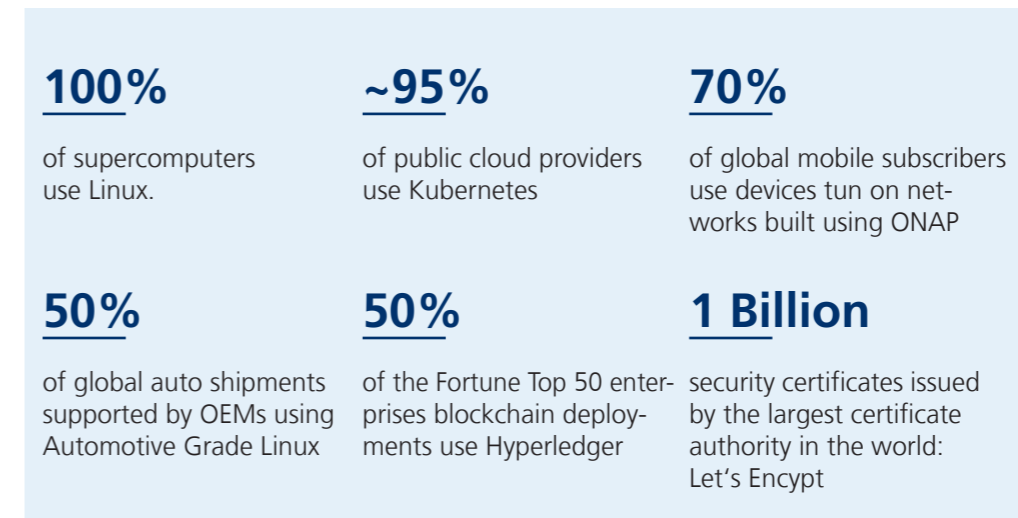 100%
of supercomputers
use Linux.
~95%
of public cloud providers
use Kubernetes
70%
of global mobile subscribers
use devices tun on net-
works built using ONAP
50%
of global auto shipments
supported by OEMs using
Automotive Grade Linux
50%
of the Fortune Top 50 enter-
prises blockchain deploy-
ments use Hyperledger
1 Billion
security certificates issued
by the largest certificate
authority in the world:
Let‘s Encypt